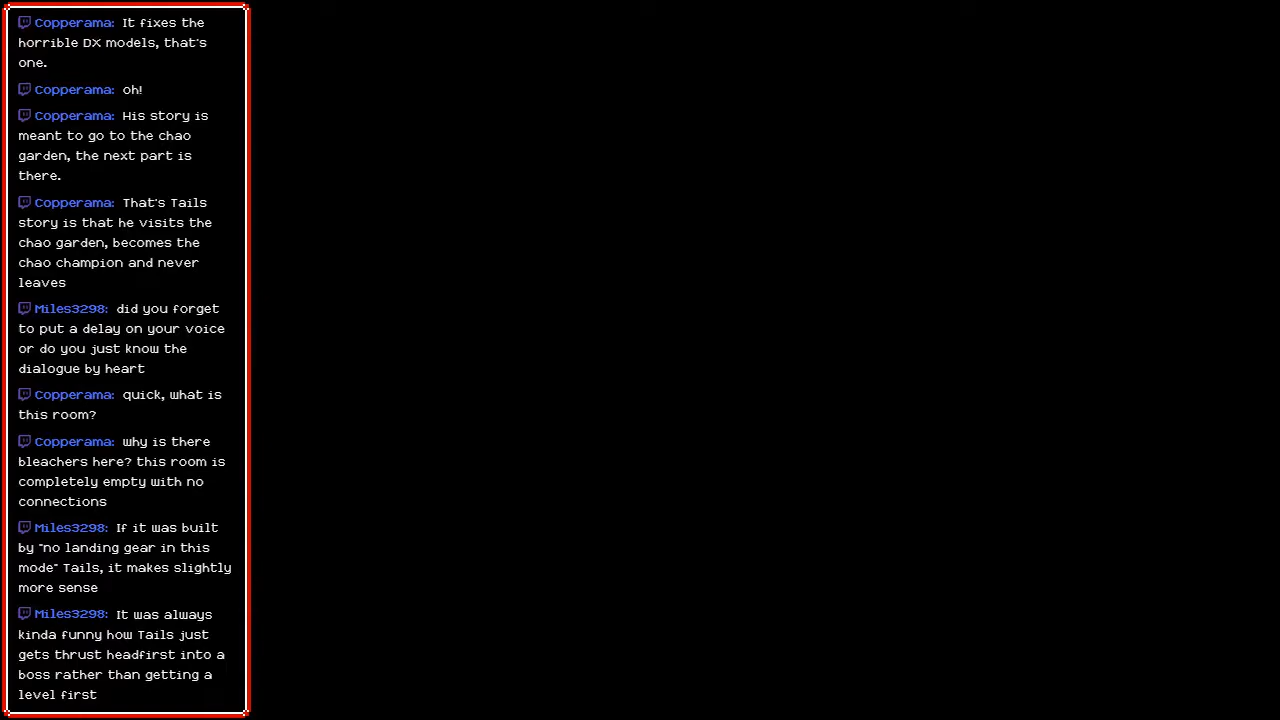 Copperama: It fixes the
horrible DX models, that's
one.
Copperama: oh!
Copperama: His story is
meant to go to the chao
garden, the next part is
there.
Copperama: That's Tails
story is that he visits the
chao garden, becomes the
chao champion and never
leaves
Miles3298: did you forget
to put a delay on your voice
or do you just know the
dialogue by heart
Copperama: quick, what is
this room?
Copperama: why is there
bleachers here? this room is
completely empty with no
connections
Miles3298: If it was built
by "no landing gear in this
mode" Tails, it makes slightly
more sense
Miles3298: It was always
kinda funny how Tails just
gets thrust headfirst into a
boss rather than getting a
level first